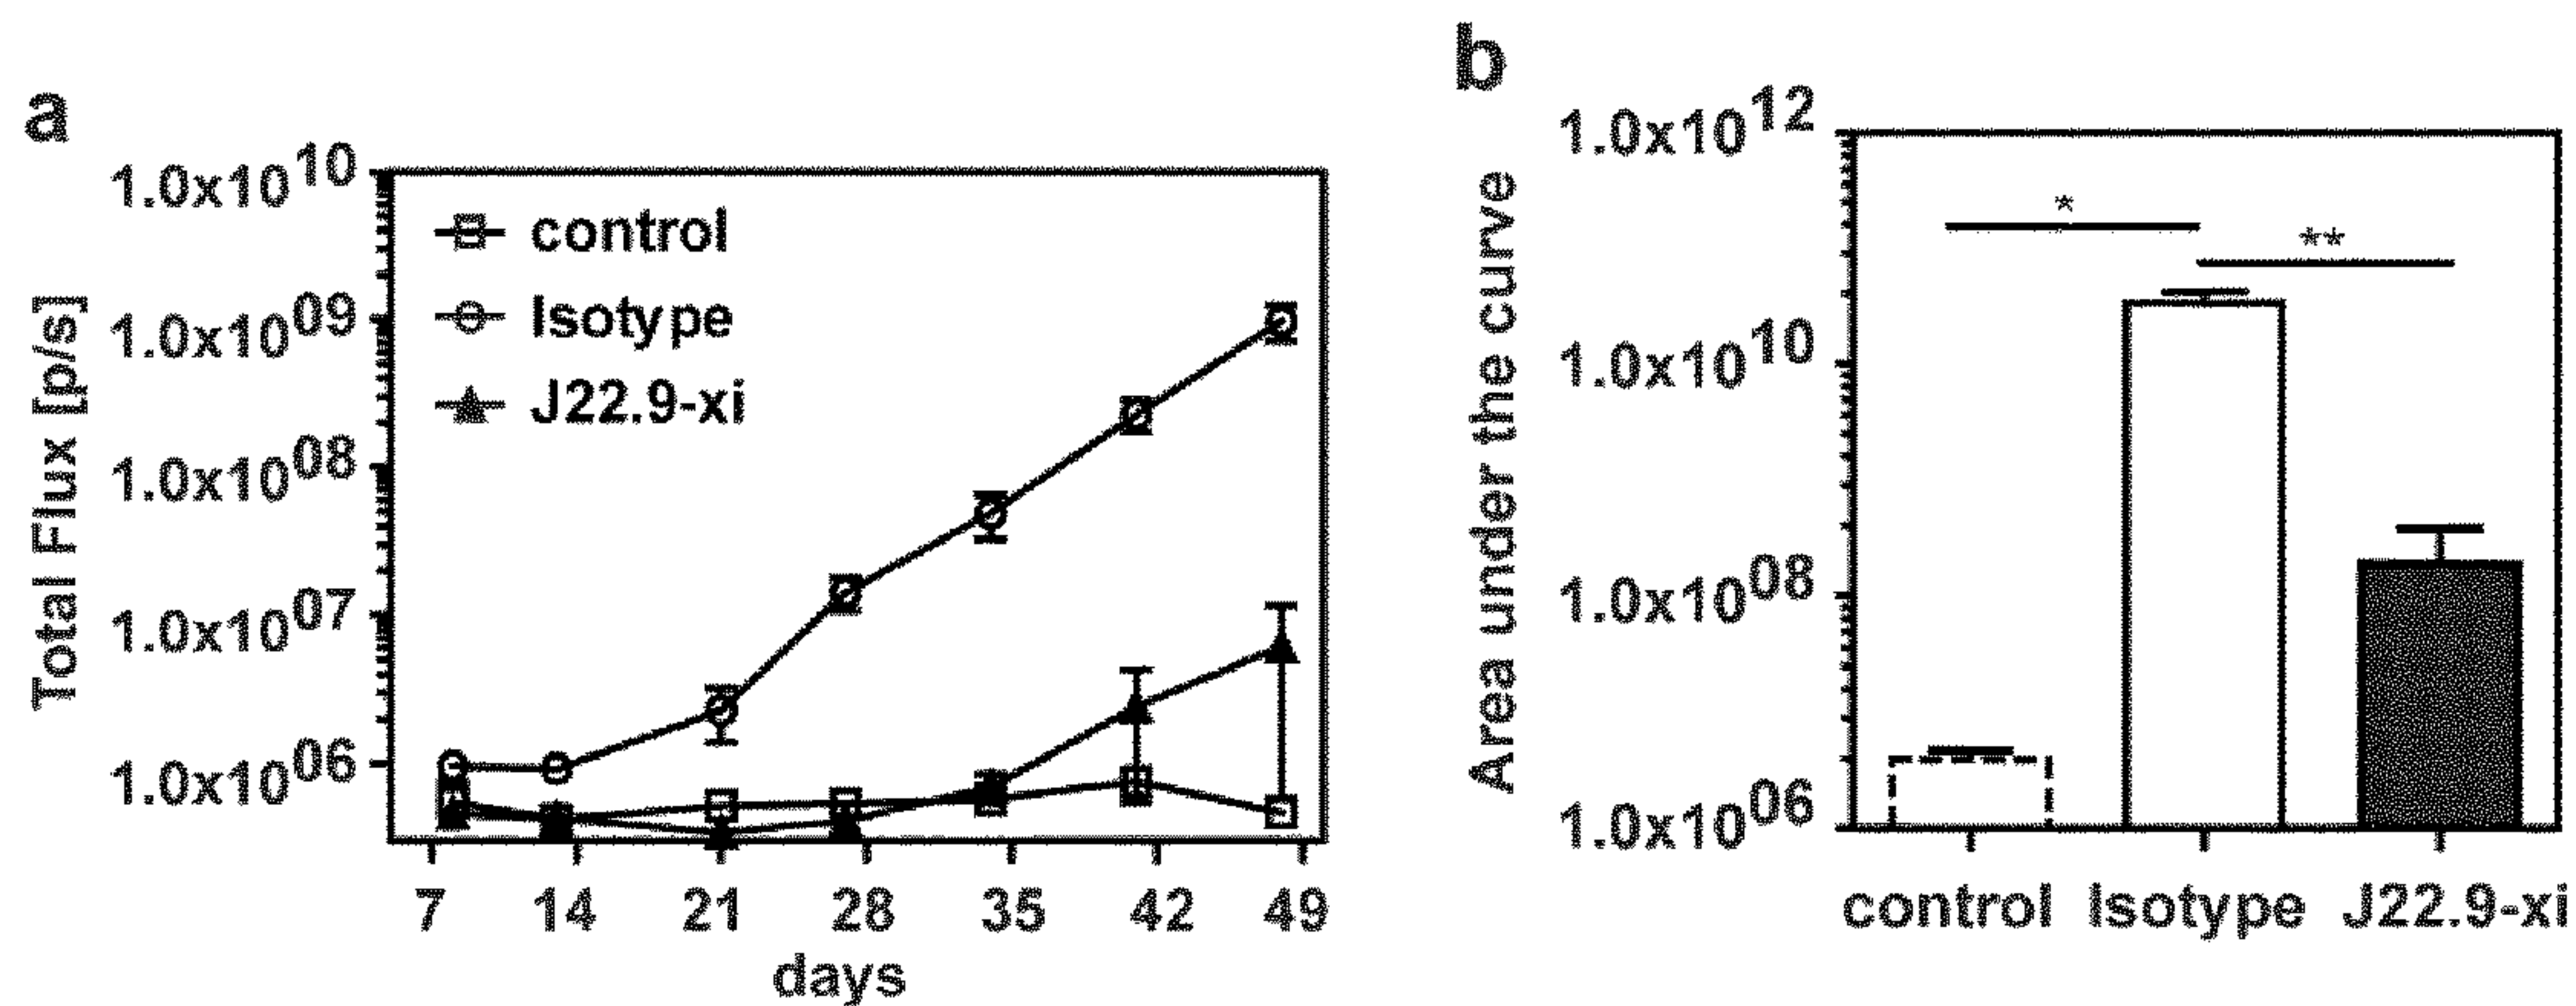 a
Total Flux [p/s]
1.0x10^10
1.0x10^09
1.0x10^08
1.0x10^07
1.0x10^06
control
Isotype
J22.9-xi
7 14 21 28 35 42 49
days
b
Area under the curve
1.0x10^12
1.0x10^10
1.0x10^08
1.0x10^06
*
**
control Isotype J22.9-xi